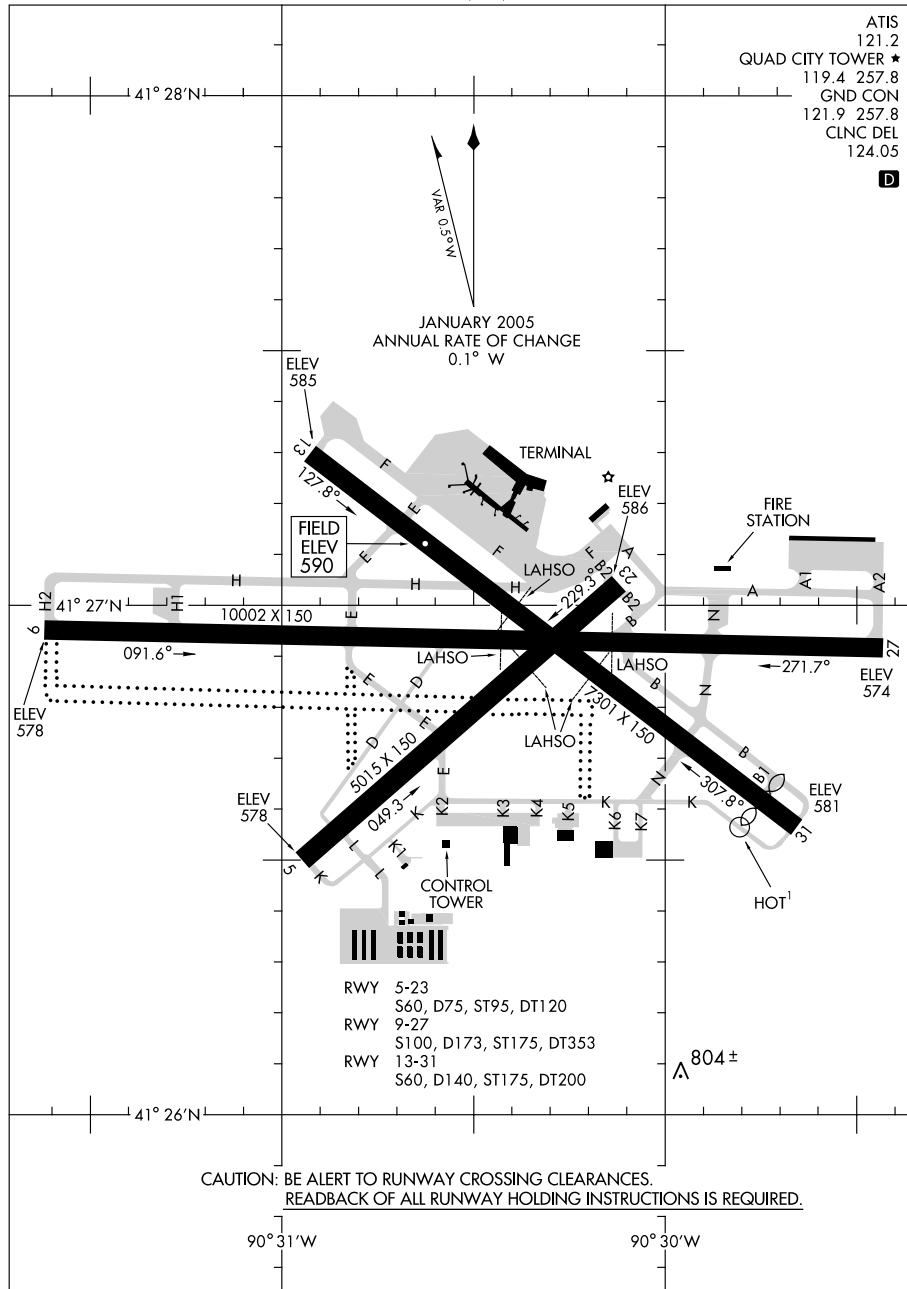 ATIS
121.2
QUAD CITY TOWER ★
119.4 257.8
GND CON
121.9 257.8
CLNC DEL
124.05
D
41° 28'N
VAR 0.5° W
JANUARY 2005
ANNUAL RATE OF CHANGE
0.1° W
ELEV
585
13
127.8°
FIELD
ELEV
590
TERMINAL
ELEV
586
FIRE
STATION
F
E
E
F
F
A
B2
23
229.3°
LAHSO
B2
B
H
H
H
H2
H1
A
A1
A2
N
41° 27'N
10002 X 150
E
9
091.6°
LAHSO
LAHSO
271.7°
27
ELEV
574
ELEV
578
E
D
B
N
7301 X 150
LAHSO
D
E
B
B1
5015 X 150
E
N
307.8°
ELEV
581
31
ELEV
578
049.3
K
K2
K3
K4
K5
K
K6
K7
K
5
K
L
L
K1
CONTROL
TOWER
HOT1
RWY 5-23
S60, D75, ST95, DT120
RWY 9-27
S100, D173, ST175, DT353
RWY 13-31
S60, D140, ST175, DT200
804 ±
41° 26'N
CAUTION: BE ALERT TO RUNWAY CROSSING CLEARANCES.
READBACK OF ALL RUNWAY HOLDING INSTRUCTIONS IS REQUIRED.
90° 31'W
90° 30'W